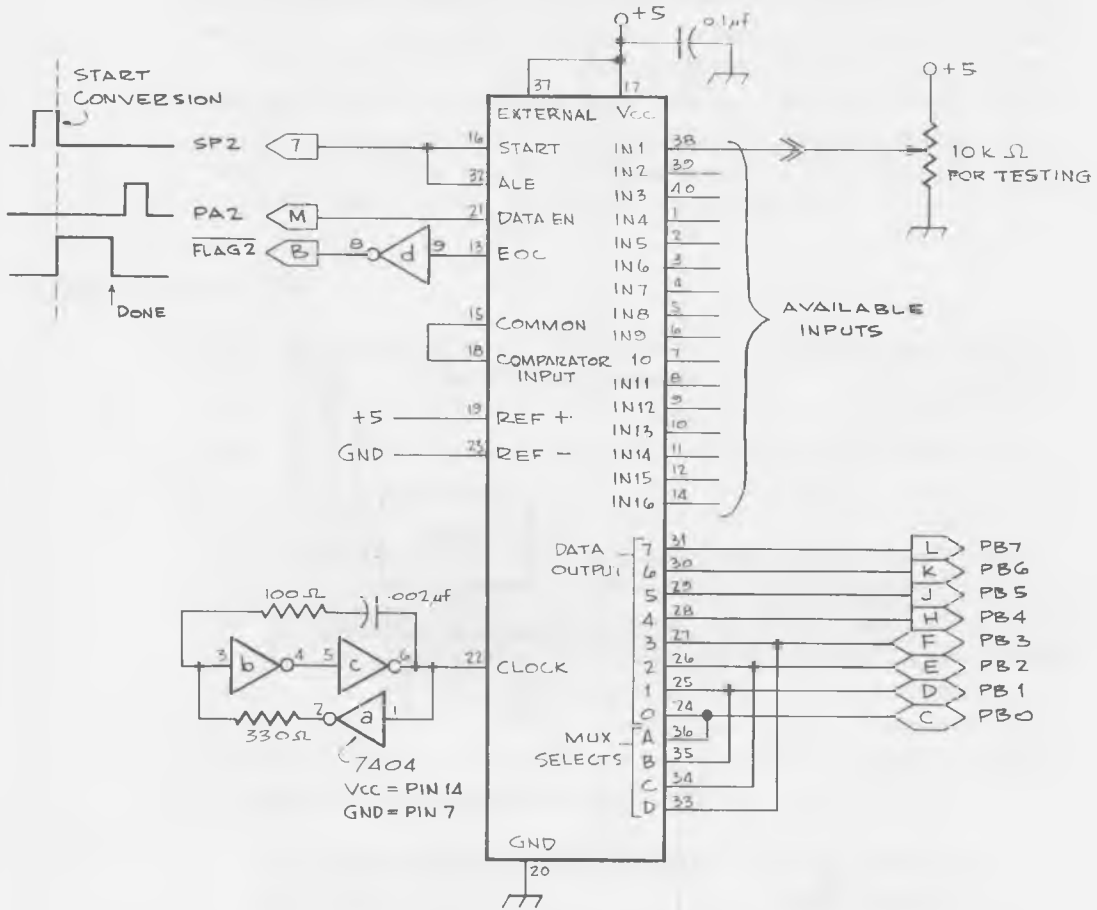 +5
0.1µf
START
CONVERSION
37
17
+5
EXTERNAL
VCC.
SP2
7
16
START
IN1
38
10K Ω
FOR TESTING
32
ALE
IN2
39
IN3
40
PA2
M
21
DATA EN
IN4
1
FLAG2
B
8
d
9
13
EOC
IN5
2
IN6
3
IN7
4
DONE
IN8
5
AVAILABLE
INPUTS
15
COMMON
IN9
6
18
COMPARATOR
INPUT
10
7
IN11
8
+5
19
REF +
IN12
9
IN13
10
GND
23
REF -
IN14
11
IN15
12
IN16
14
DATA
OUTPUT
7
31
L
PB7
6
30
K
PB6
5
29
J
PB5
4
28
H
PB4
3
27
F
PB3
2
26
E
PB2
1
25
D
PB1
0
24
C
PB0
100Ω
.002µf
3
b
4
5
c
6
22
CLOCK
2
a
1
330Ω
7404
VCC = PIN 14
GND = PIN 7
MUX
SELECTS
A
36
B
35
C
34
D
33
GND
20